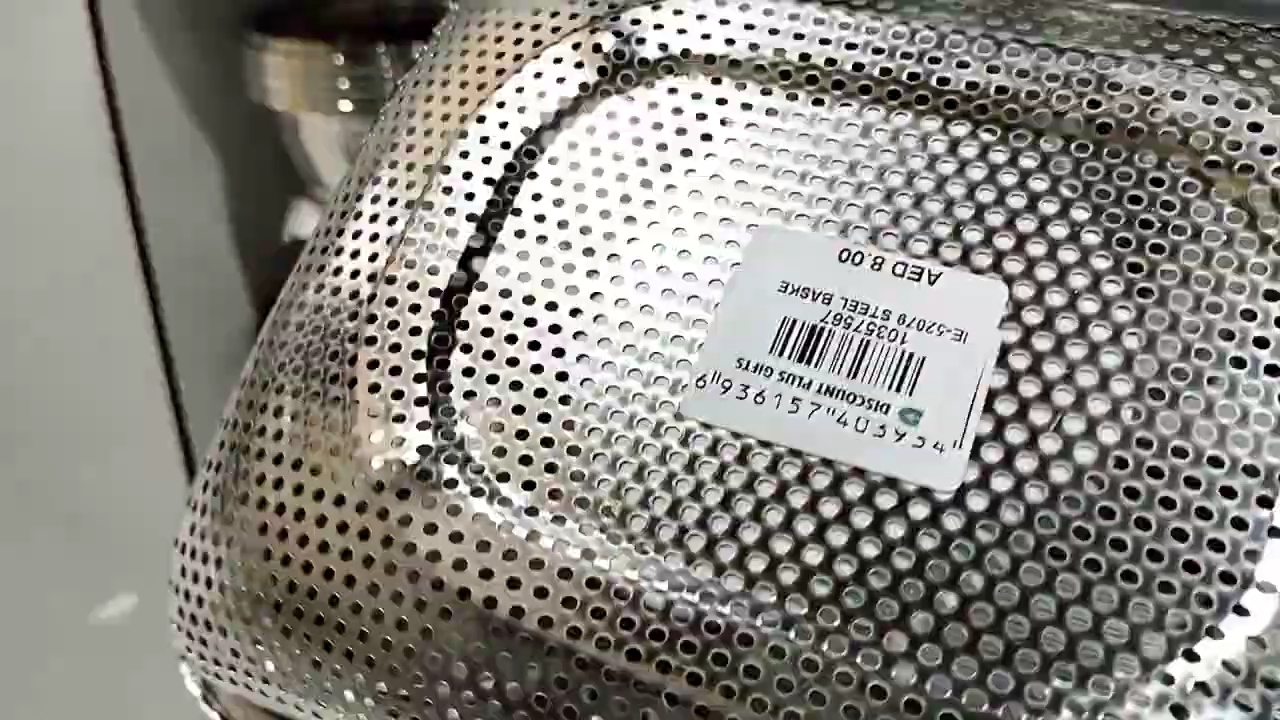 DISCOUNT PLUS GIFTS
10357567
IE-52079 STEEL BASKE
AED 8.00
6 936157